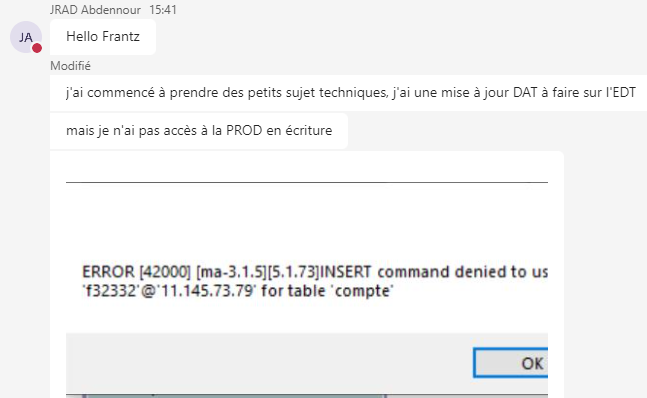 JRAD Abdennour 15:41
JA
Hello Frantz
Modifié
j'ai commencé à prendre des petits sujet techniques, j'ai une mise à jour DAT à faire sur l'EDT
mais je n'ai pas accès à la PROD en écriture
ERROR [42000] [ma-3.1.5][5.1.73]INSERT command denied to us
'f32332'@'11.145.73.79' for table 'compte'
OK